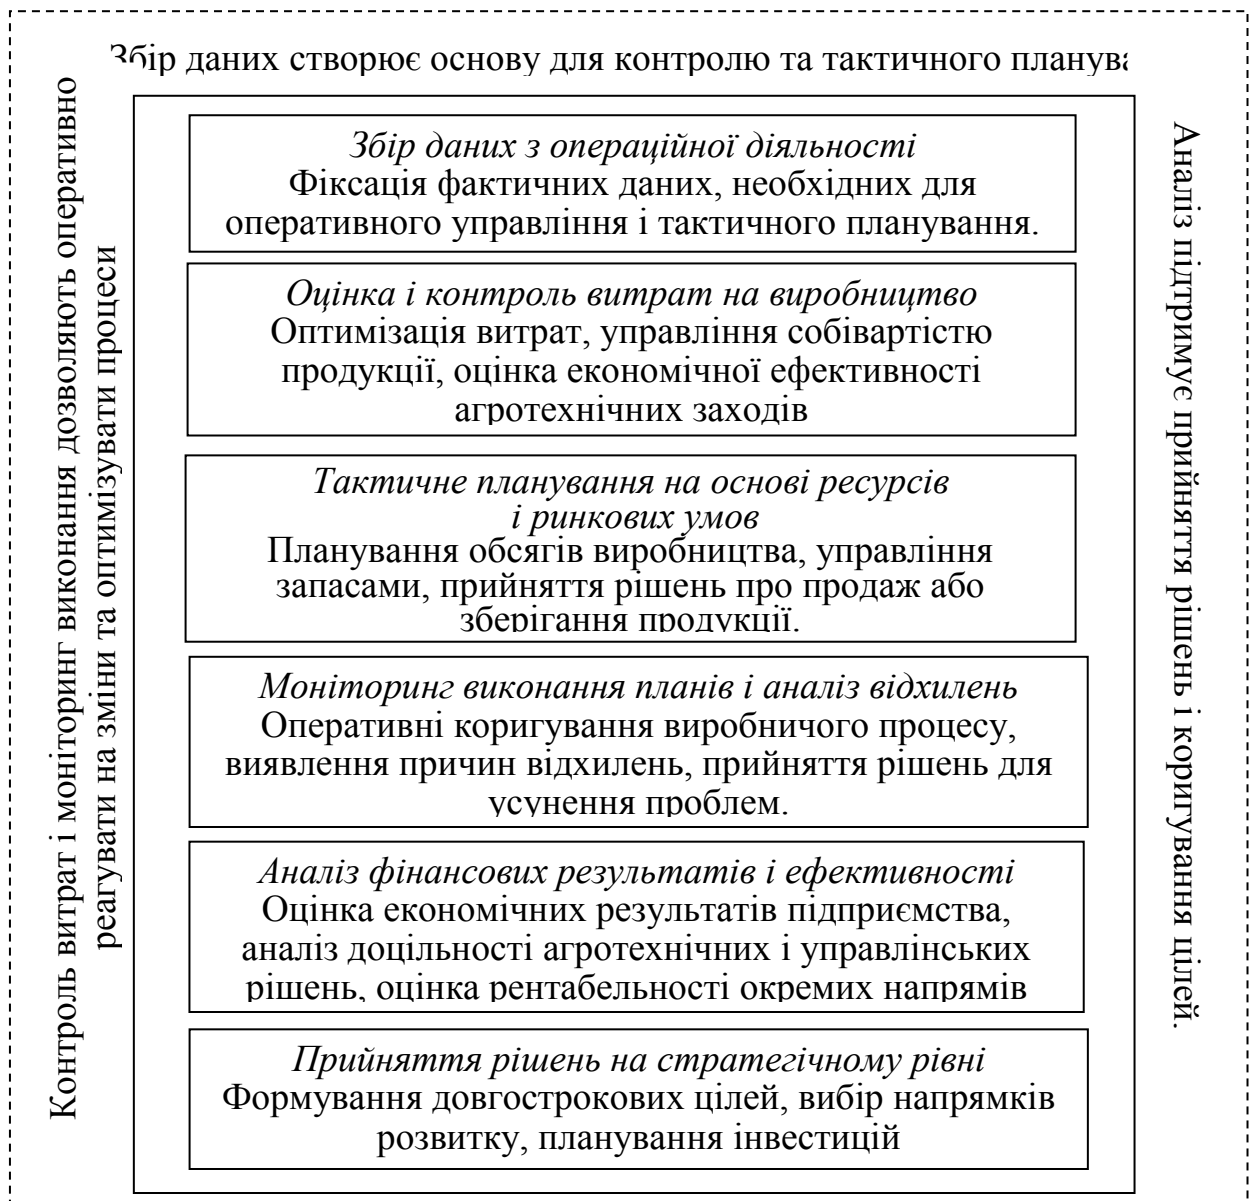 Збір даних створює основу для контролю та тактичного планува
Контроль витрат і моніторинг виконання дозволяють оперативно
реагувати на зміни та оптимізувати процеси
Збір даних з операційної діяльності
Фіксація фактичних даних, необхідних для
оперативного управління і тактичного планування.
Оцінка і контроль витрат на виробництво
Оптимізація витрат, управління собівартістю
продукції, оцінка економічної ефективності
агротехнічних заходів
Тактичне планування на основі ресурсів
і ринкових умов
Планування обсягів виробництва, управління
запасами, прийняття рішень про продаж або
зберігання продукції.
Моніторинг виконання планів і аналіз відхилень
Оперативні коригування виробничого процесу,
виявлення причин відхилень, прийняття рішень для
усунення проблем.
Аналіз фінансових результатів і ефективності
Оцінка економічних результатів підприємства,
аналіз доцільності агротехнічних і управлінських
рішень, оцінка рентабельності окремих напрямів
Прийняття рішень на стратегічному рівні
Формування довгострокових цілей, вибір напрямків
розвитку, планування інвестицій
Аналіз підтримує прийняття рішень і коригування цілей.